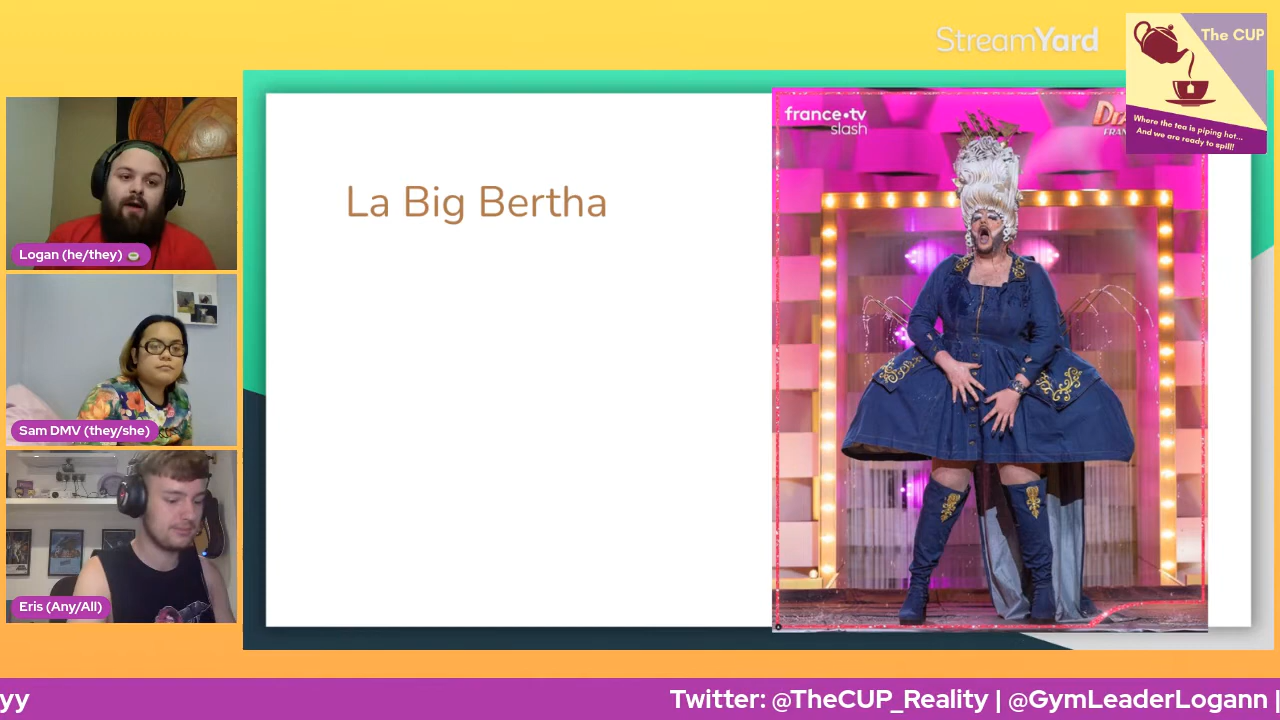 StreamYard
The CUP
Where the tea is piping hot...
And we are ready to spill!
Logan (he/they)
Sam DMV (they/she)
Eris (Any/All)
La Big Bertha
france•tv
slash
yy
Twitter: @TheCUP_Reality | @GymLeaderLogann |